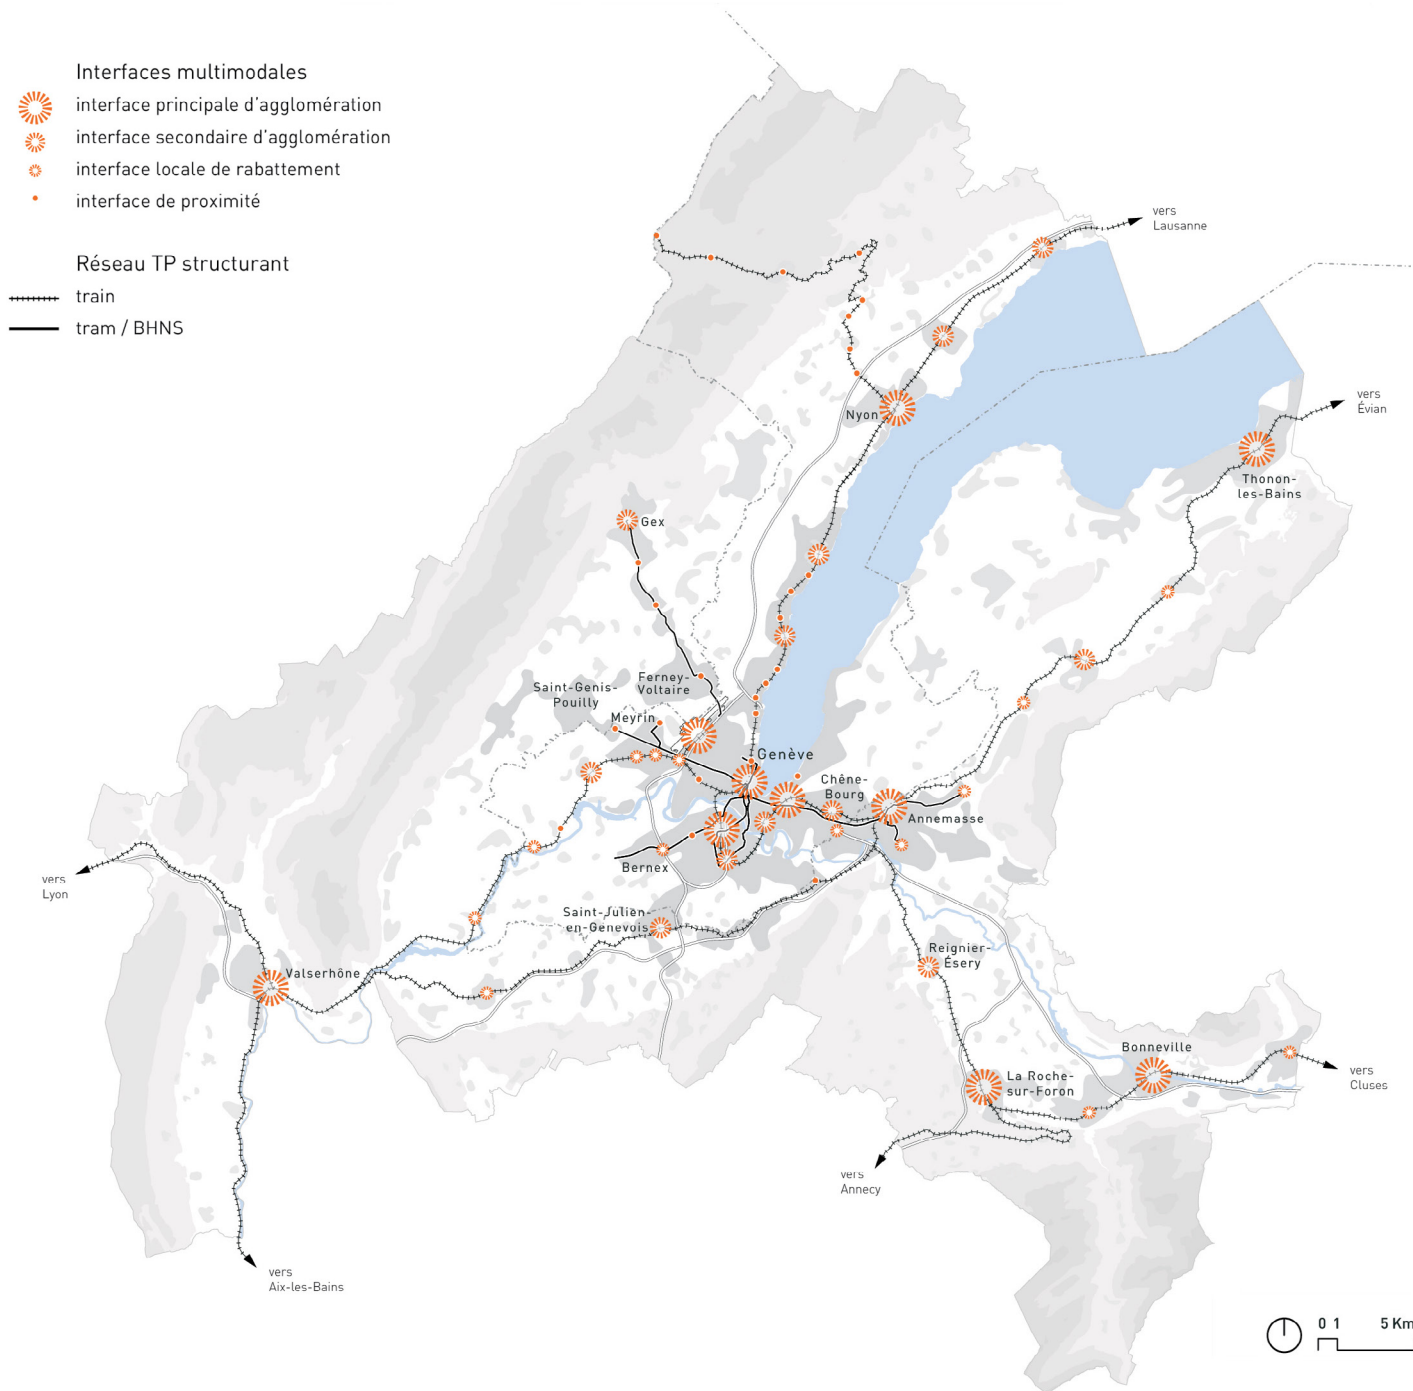 Interfaces multimodales
interface principale d'agglomération
interface secondaire d'agglomération
interface locale de rabattement
interface de proximité
Réseau TP structurant
train
tram / BHNS
vers
Lausanne
vers
Évian
Nyon
Thonon-
les-Bains
Gex
Ferney-
Voltaire
Saint-Genis-
Pouilly
Meyrin
Genève
Chêne-
Bourg
Annemasse
Bernex
vers
Lyon
Saint-Julien-
en-Genevois
Reignier-
Ésery
Valserhône
Bonneville
La Roche-
sur-Foron
vers
Cluses
vers
Annecy
vers
Aix-les-Bains
0 1 5 Km